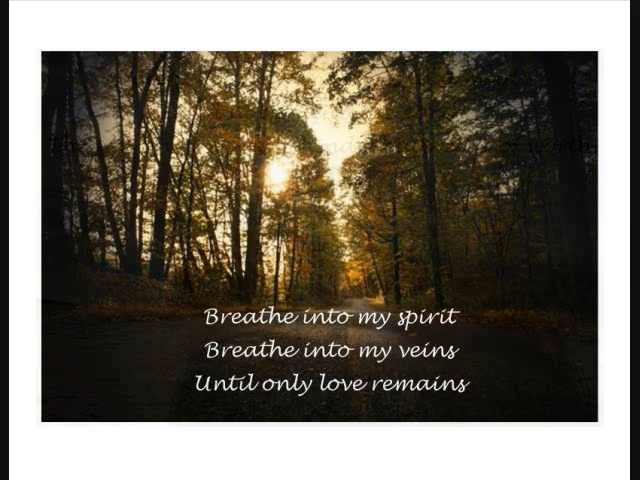 Breathe into my spirit
Breathe into my veins
Until only love remains